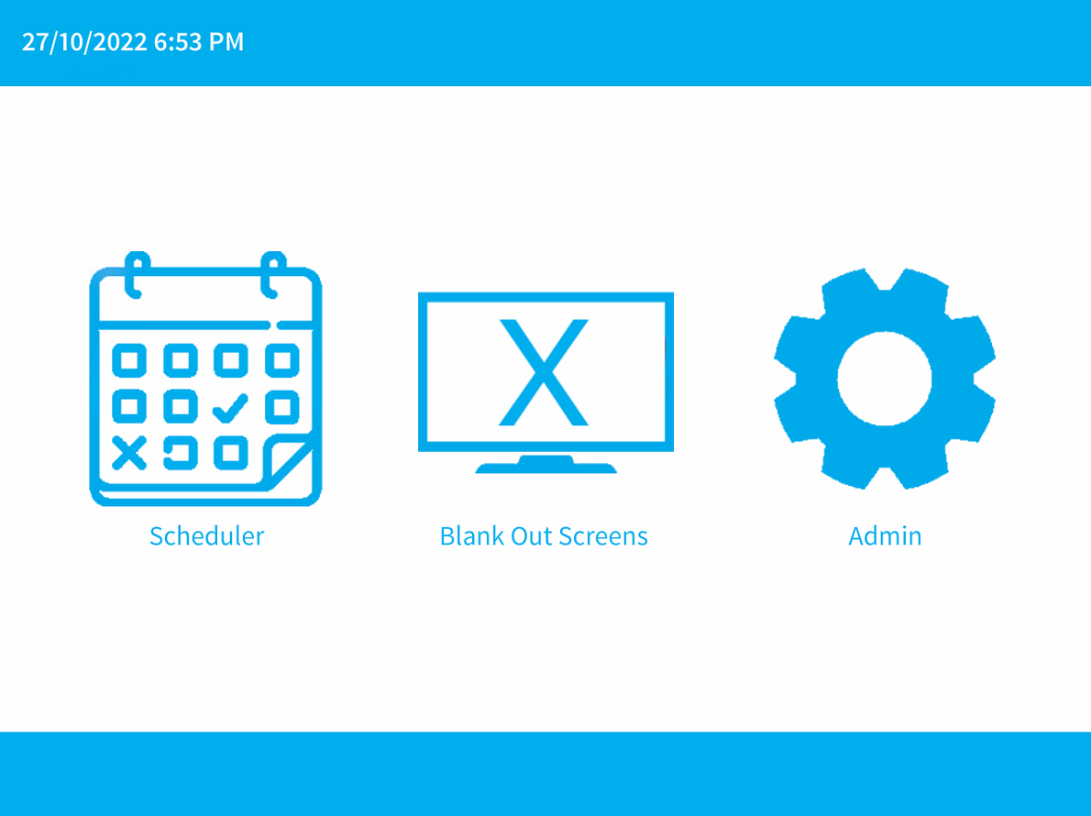 27/10/2022 6:53 PM
X
Scheduler
Blank Out Screens
Admin